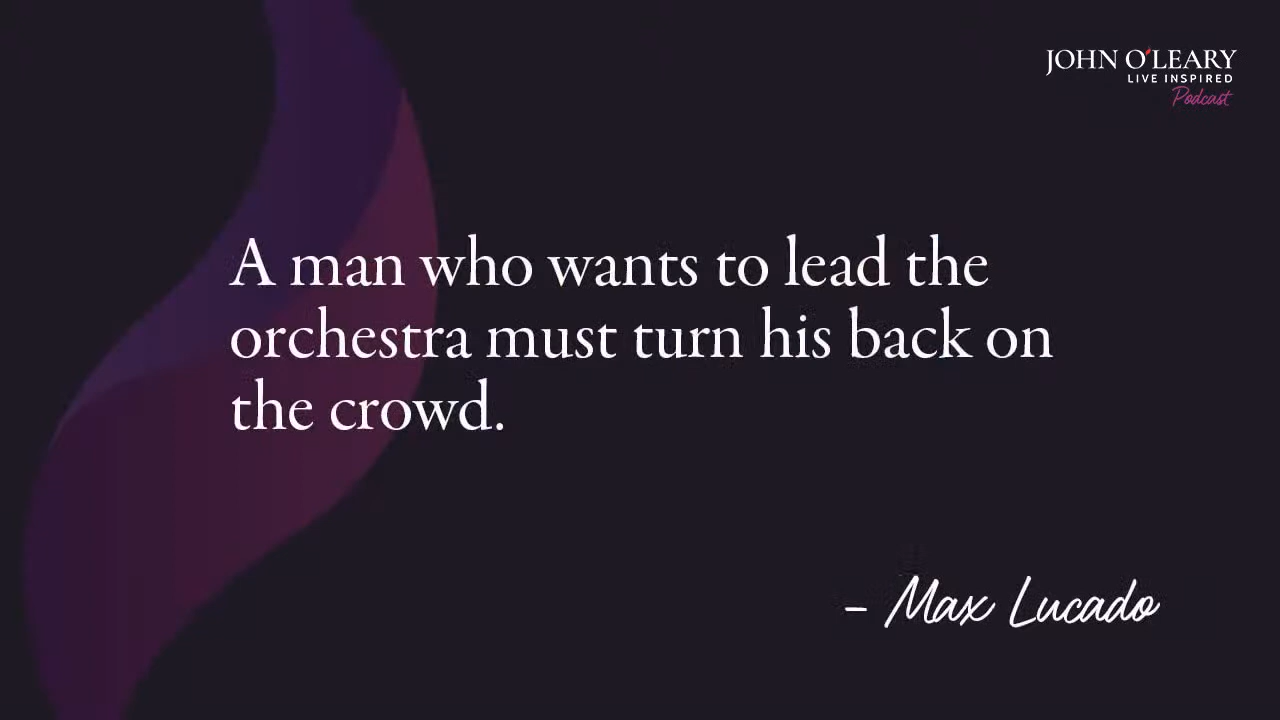 JOHN O'LEARY
LIVE INSPIRED
Podcast
A man who wants to lead the
orchestra must turn his back on
the crowd.
– Max Lucado